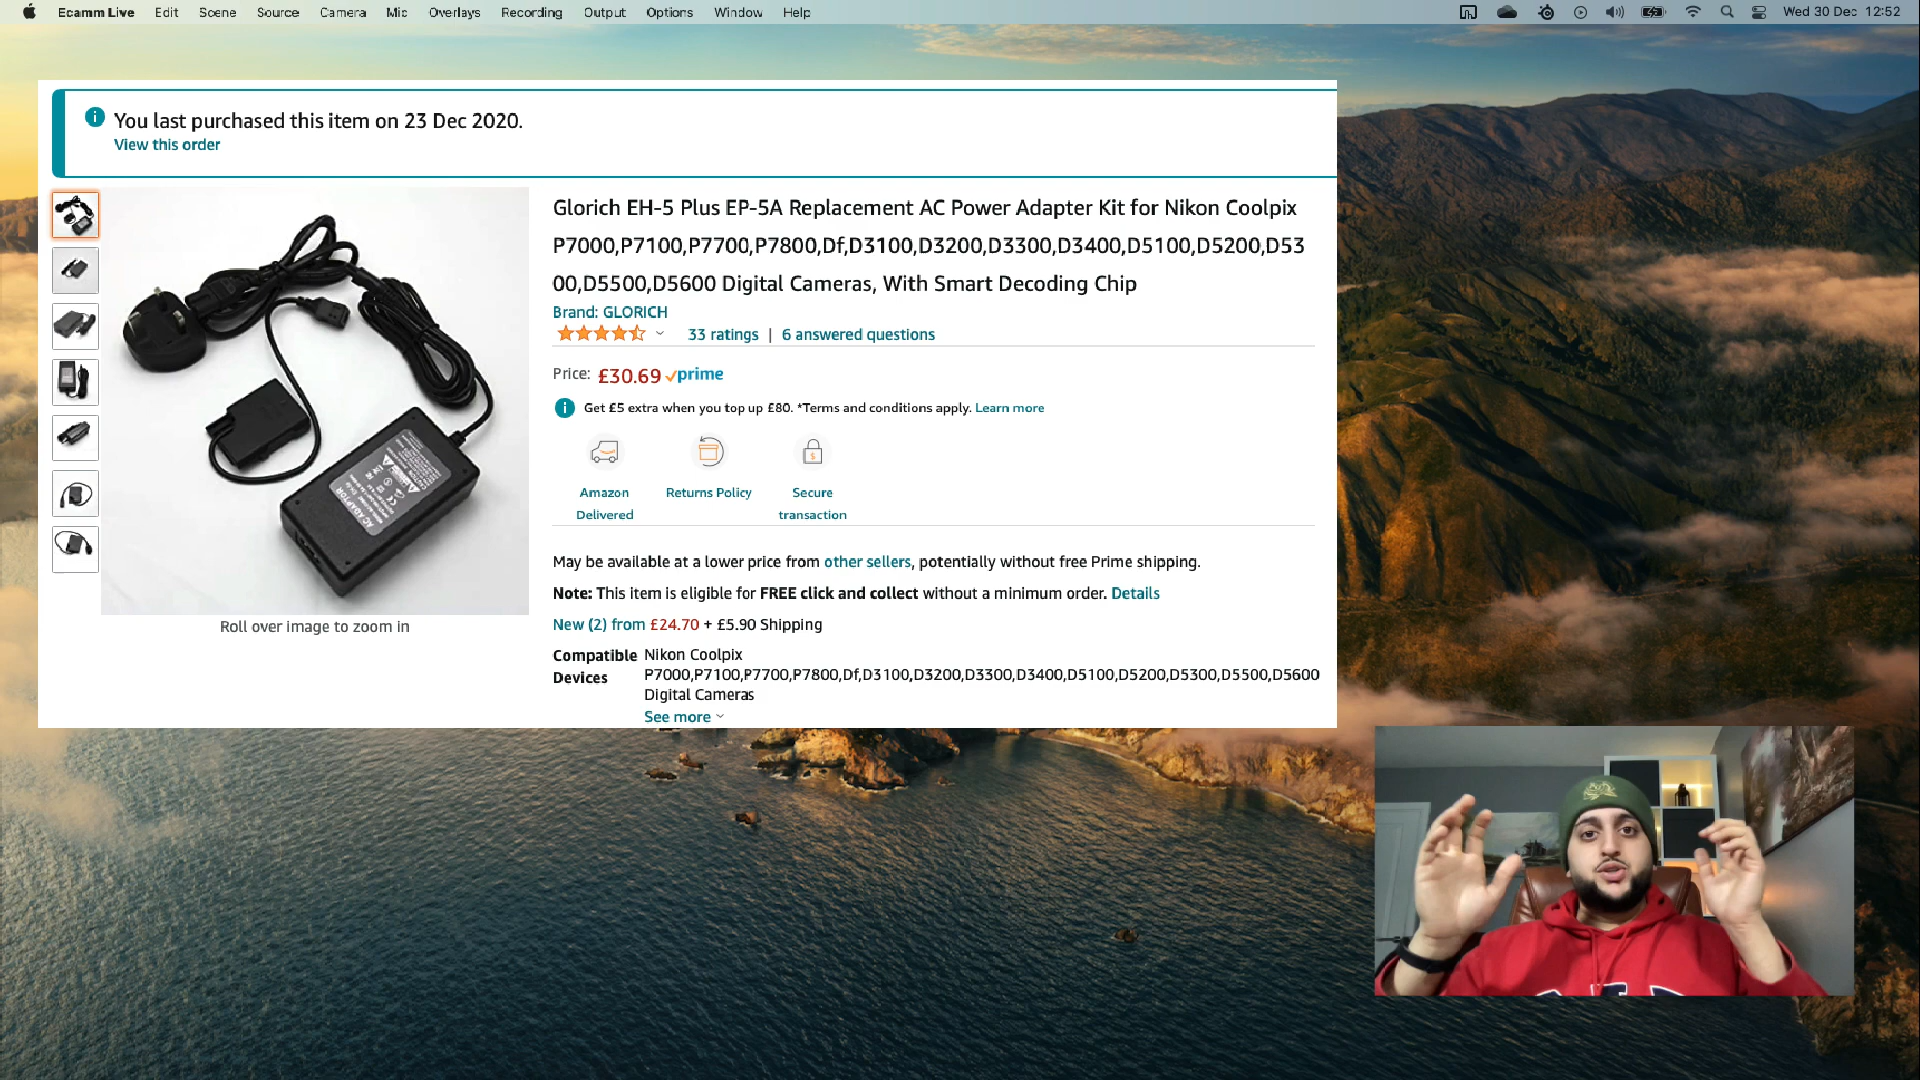 Ecamm Live Edit Scene Source Camera Mic Overlays Recording Output Options Window Help Wed 30 Dec 12:52
You last purchased this item on 23 Dec 2020.
View this order
Glorich EH-5 Plus EP-5A Replacement AC Power Adapter Kit for Nikon Coolpix
P7000,P7100,P7700,P7800,Df,D3100,D3200,D3300,D3400,D5100,D5200,D53
00,D5500,D5600 Digital Cameras, With Smart Decoding Chip
Brand: GLORICH
33 ratings | 6 answered questions
Price: £30.69 prime
Get £5 extra when you top up £80. *Terms and conditions apply. Learn more
Amazon
Delivered
Returns Policy
Secure
transaction
May be available at a lower price from other sellers, potentially without free Prime shipping.
Note: This item is eligible for FREE click and collect without a minimum order. Details
New (2) from £24.70 + £5.90 Shipping
Compatible
Devices
Nikon Coolpix
P7000,P7100,P7700,P7800,Df,D3100,D3200,D3300,D3400,D5100,D5200,D5300,D5500,D5600
Digital Cameras
See more
Roll over image to zoom in
AC ADAPTOR